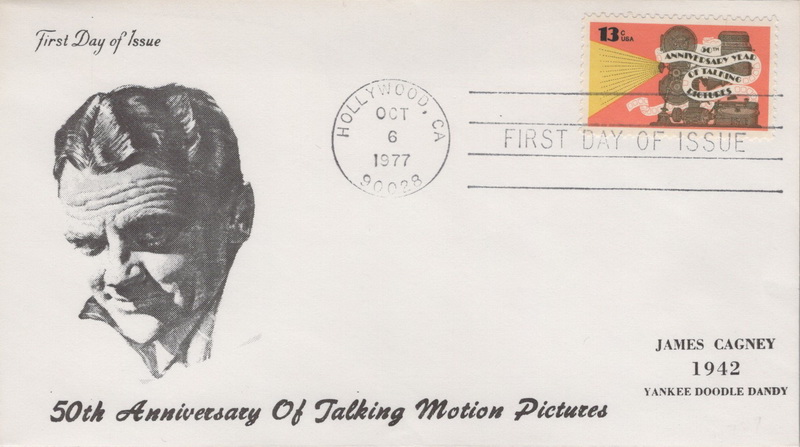 First Day of Issue
13c
USA
50TH
ANNIVERSARY YEAR
OF TALKING
PICTURES
HOLLYWOOD, CA
OCT
6
1977
90028
FIRST DAY OF ISSUE
JAMES CAGNEY
1942
YANKEE DOODLE DANDY
50th Anniversary Of Talking Motion Pictures